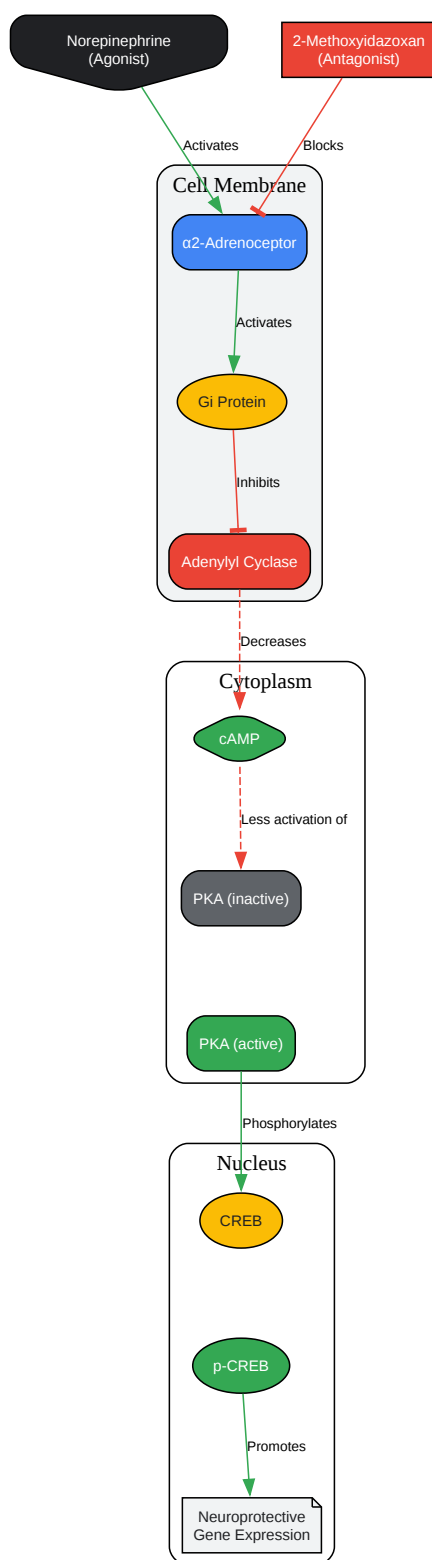 Norepinephrine
(Agonist)
2-Methoxyidazoxan
(Antagonist)
Activates
Blocks
Cell Membrane
α2-Adrenoceptor
Activates
Gi Protein
Inhibits
Adenylyl Cyclase
Decreases
Cytoplasm
cAMP
Less activation of
PKA (inactive)
PKA (active)
Phosphorylates
Nucleus
CREB
p-CREB
Promotes
Neuroprotective
Gene Expression